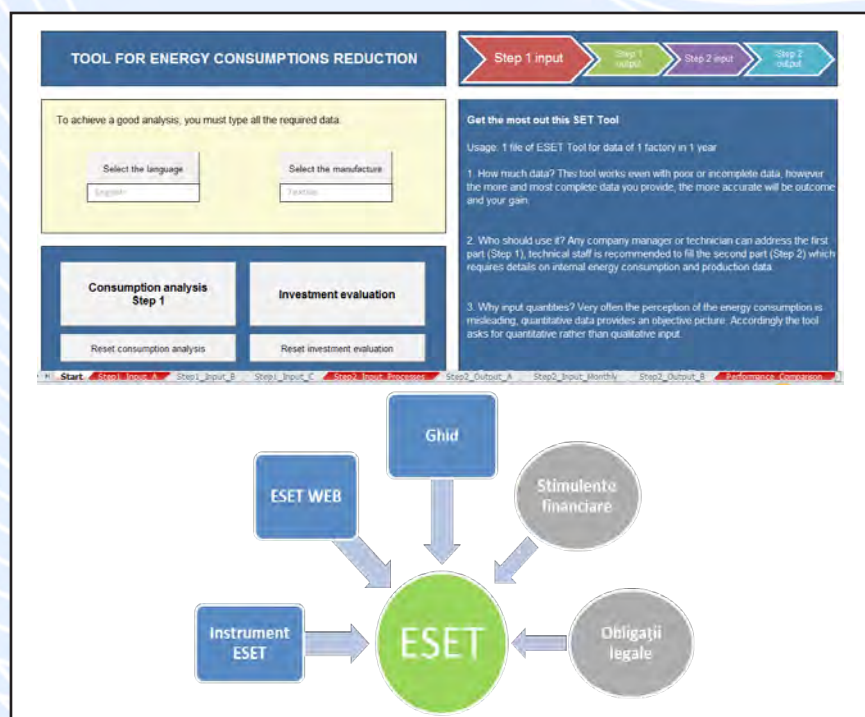 TOOL FOR ENERGY CONSUMPTIONS REDUCTION
Step 1 input
Step 1
output
Step 2 input
Step 2
output
To achieve a good analysis, you must type all the required data.
Select the language
English
Select the manufacture
Textiles
Consumption analysis
Step 1
Investment evaluation
Reset consumption analysis
Reset investment evaluation
Get the most out this SET Tool
Usage: 1 file of ESET Tool for data of 1 factory in 1 year
1. How much data? This tool works even with poor or incomplete data, however
the more and most complete data you provide, the more accurate will be outcome
and your gain.
2. Who should use it? Any company manager or technician can address the first
part (Step 1), technical staff is recommended to fill the second part (Step 2) which
requires details on internal energy consumption and production data.
3. Why input quantities? Very often the perception of the energy consumption is
misleading, quantitative data provides an objective picture. Accordingly the tool
asks for quantitative rather than qualitative input.
Start Step1_Input_A Step1_Input_B Step1_Input_C Step2_Input_Processes Step2_Output_A Step2_Input_Monthly Step2_Output_B Performance_Comparison
Ghid
ESET WEB
Stimulente
financiare
Instrument
ESET
ESET
Obligații
legale